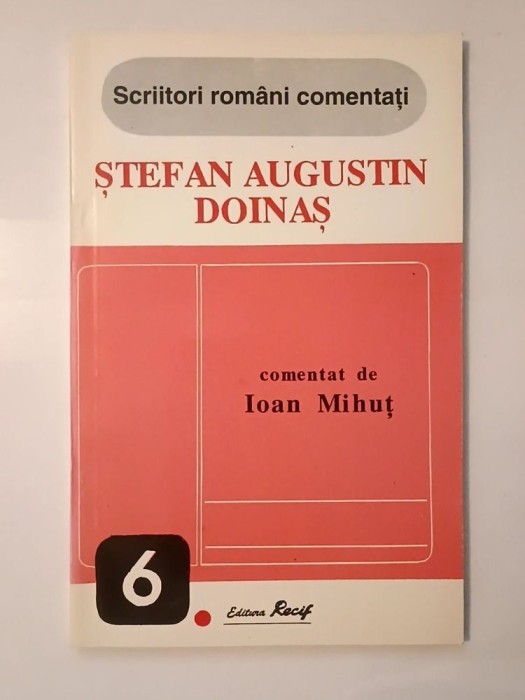 Scriitori români comentați
ȘTEFAN AUGUSTIN
DOINAȘ
comentat de
Ioan Mihuț
6
Editura Recif